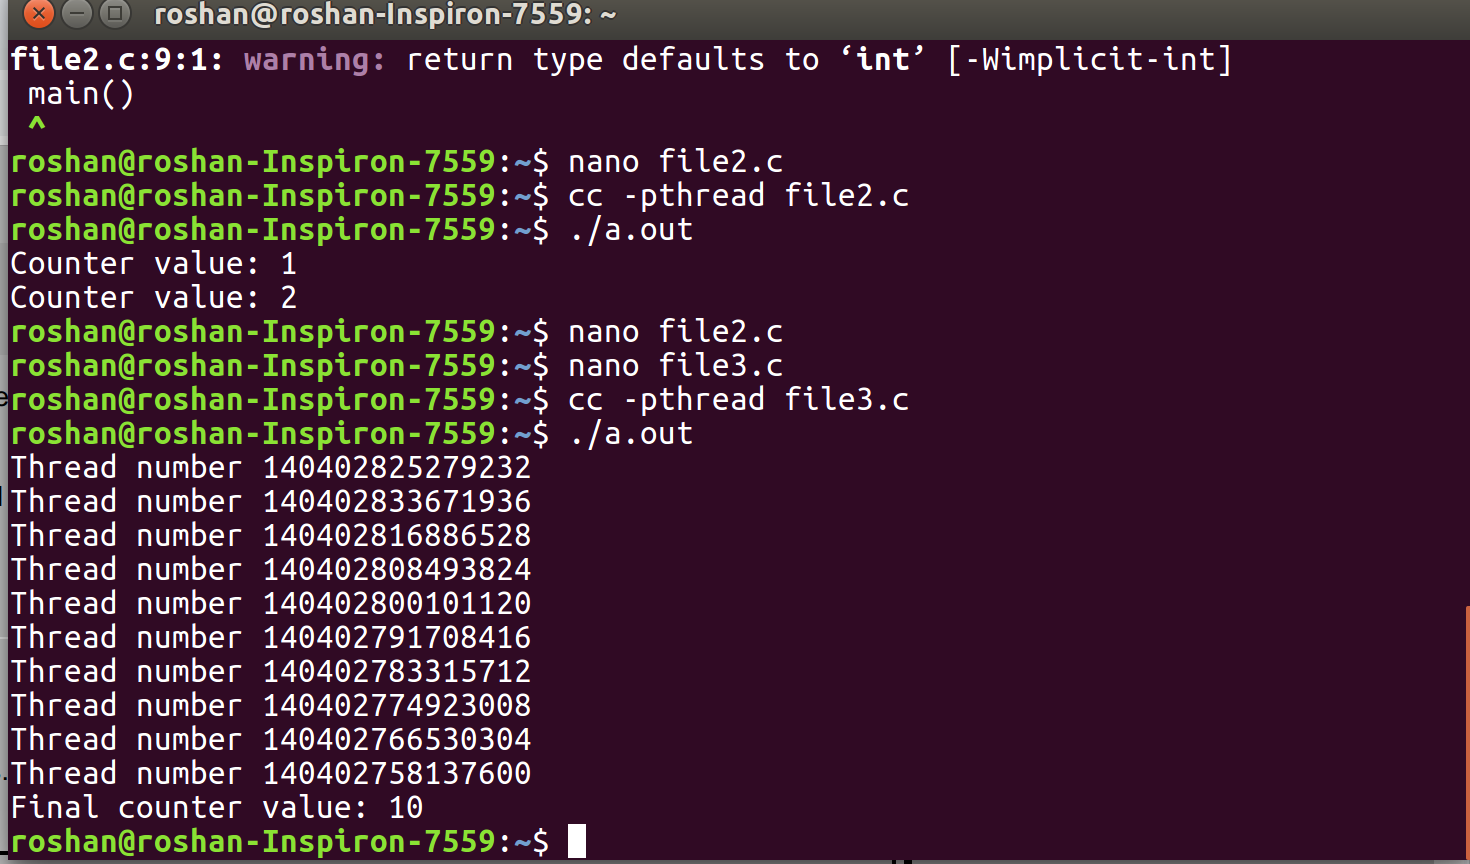 roshan@roshan-Inspiron-7559: ~
file2.c:9:1: warning: return type defaults to ‘int’ [-Wimplicit-int]
 main()
 ^
roshan@roshan-Inspiron-7559:~$ nano file2.c
roshan@roshan-Inspiron-7559:~$ cc -pthread file2.c
roshan@roshan-Inspiron-7559:~$ ./a.out
Counter value: 1
Counter value: 2
roshan@roshan-Inspiron-7559:~$ nano file2.c
roshan@roshan-Inspiron-7559:~$ nano file3.c
roshan@roshan-Inspiron-7559:~$ cc -pthread file3.c
roshan@roshan-Inspiron-7559:~$ ./a.out
Thread number 140402825279232
Thread number 140402833671936
Thread number 140402816886528
Thread number 140402808493824
Thread number 140402800101120
Thread number 140402791708416
Thread number 140402783315712
Thread number 140402774923008
Thread number 140402766530304
Thread number 140402758137600
Final counter value: 10
roshan@roshan-Inspiron-7559:~$